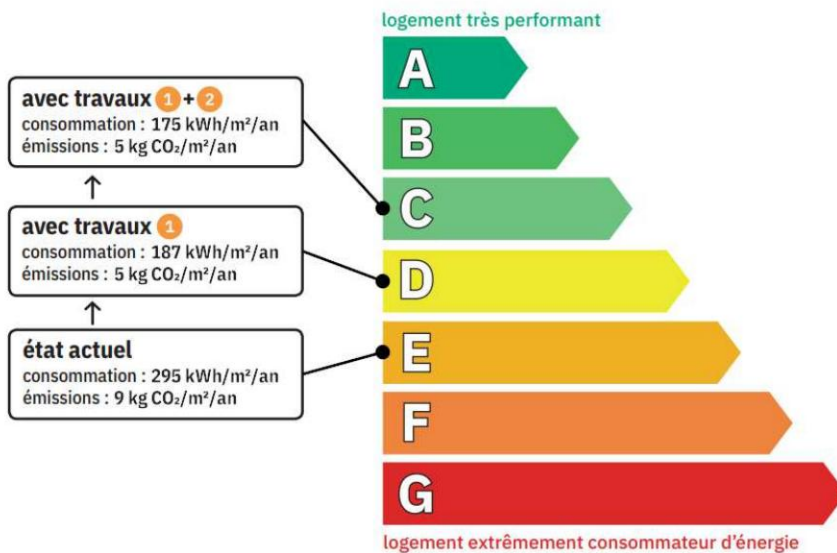 logement très performant
A
B
C
D
E
F
G
avec travaux 1 + 2
consommation : 175 kWh/m²/an
émissions : 5 kg CO₂/m²/an
avec travaux 1
consommation : 187 kWh/m²/an
émissions : 5 kg CO₂/m²/an
état actuel
consommation : 295 kWh/m²/an
émissions : 9 kg CO₂/m²/an
logement extrêmement consommateur d'énergie